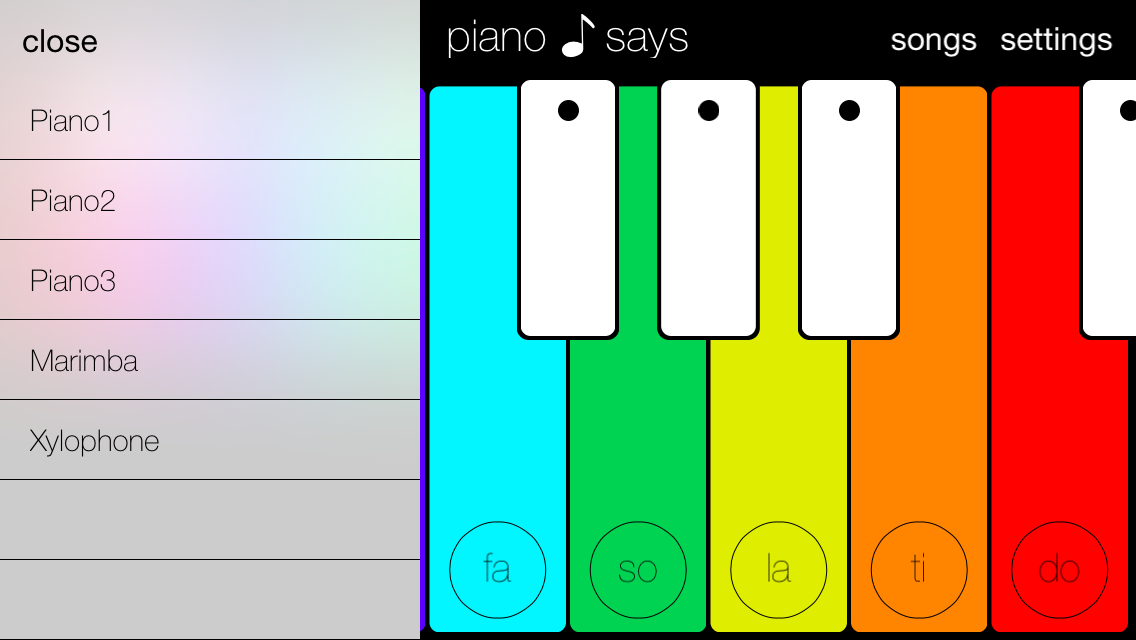 close
Piano1
Piano2
Piano3
Marimba
Xylophone
piano says
songs settings
fa so la ti do